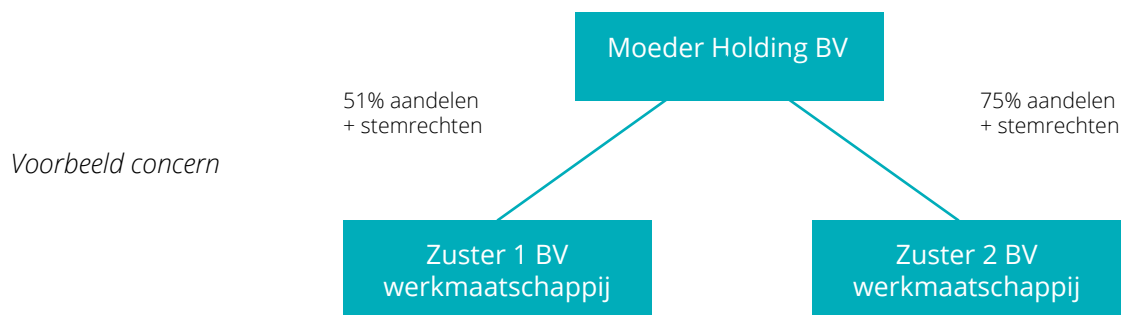 Moeder Holding BV
51% aandelen
+ stemrechten
75% aandelen
+ stemrechten
Voorbeeld concern
Zuster 1 BV
werkmaatschappij
Zuster 2 BV
werkmaatschappij